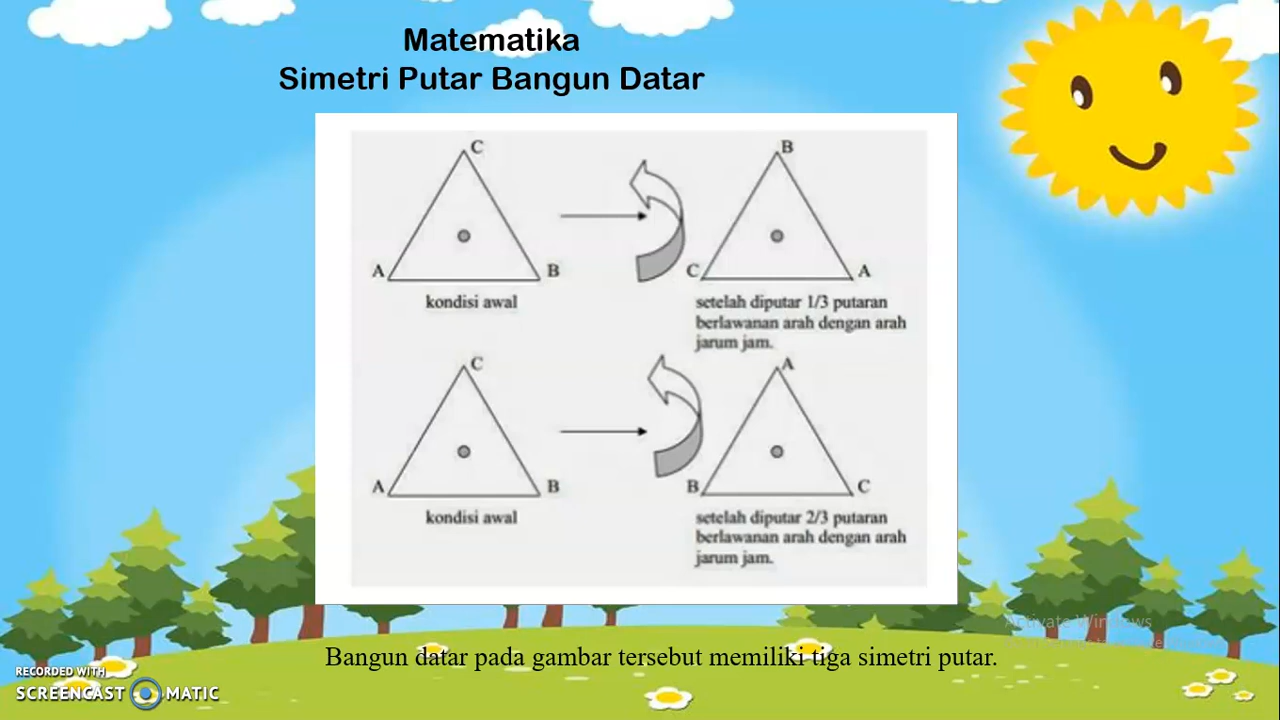 Matematika
Simetri Putar Bangun Datar
C
A
B
kondisi awal
B
C
A
setelah diputar 1/3 putaran
berlawanan arah dengan arah
jarum jam.
C
A
B
kondisi awal
A
B
C
setelah diputar 2/3 putaran
berlawanan arah dengan arah
jarum jam.
Activate Windows
Bangun datar pada gambar tersebut memiliki tiga simetri putar.
RECORDED WITH
SCREENCAST MATIC